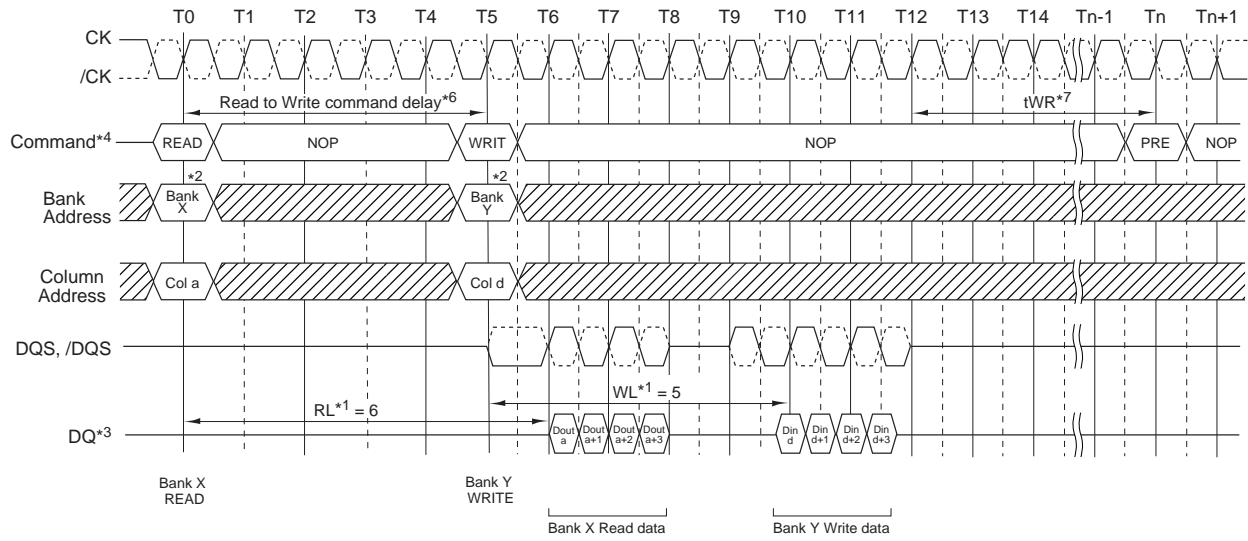 T0 T1 T2 T3 T4 T5 T6 T7 T8 T9 T10 T11 T12 T13 T14 Tn-1 Tn Tn+1
CK
/CK
Read to Write command delay*6 tWR*7
Command*4 READ NOP WRIT NOP PRE NOP
*2 *2
Bank Address Bank X Bank Y
Column Address Col a Col d
DQS, /DQS
WL*1 = 5
RL*1 = 6
DQ*3 Dout a Dout a+1 Dout a+2 Dout a+3 Din d Din d+1 Din d+2 Din d+3
Bank X READ Bank Y WRITE
Bank X Read data Bank Y Write data